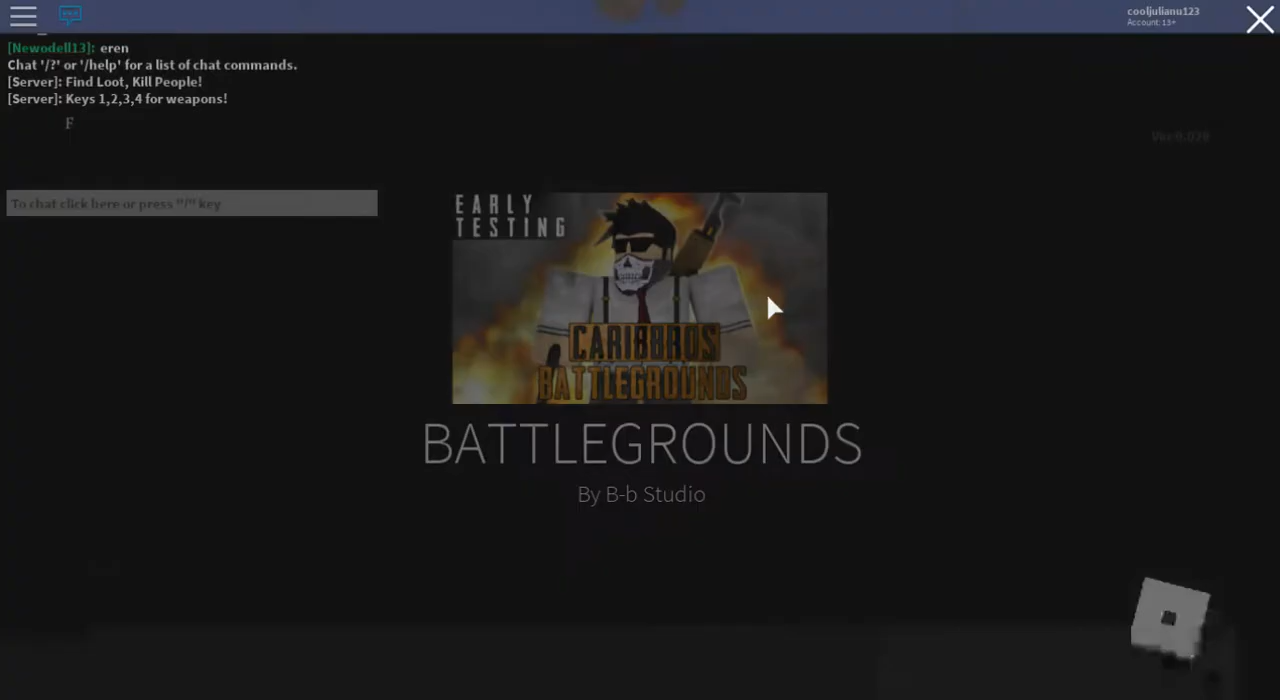 cooljulianu123
Account: 13+
[Newodell13]: eren
Chat '/?' or '/help' for a list of chat commands.
[Server]: Find Loot, Kill People!
[Server]: Keys 1,2,3,4 for weapons!
F
To chat click here or press "/" key
EARLY
TESTING
CARIBBROS
BATTLEGROUNDS
BATTLEGROUNDS
By B-b Studio